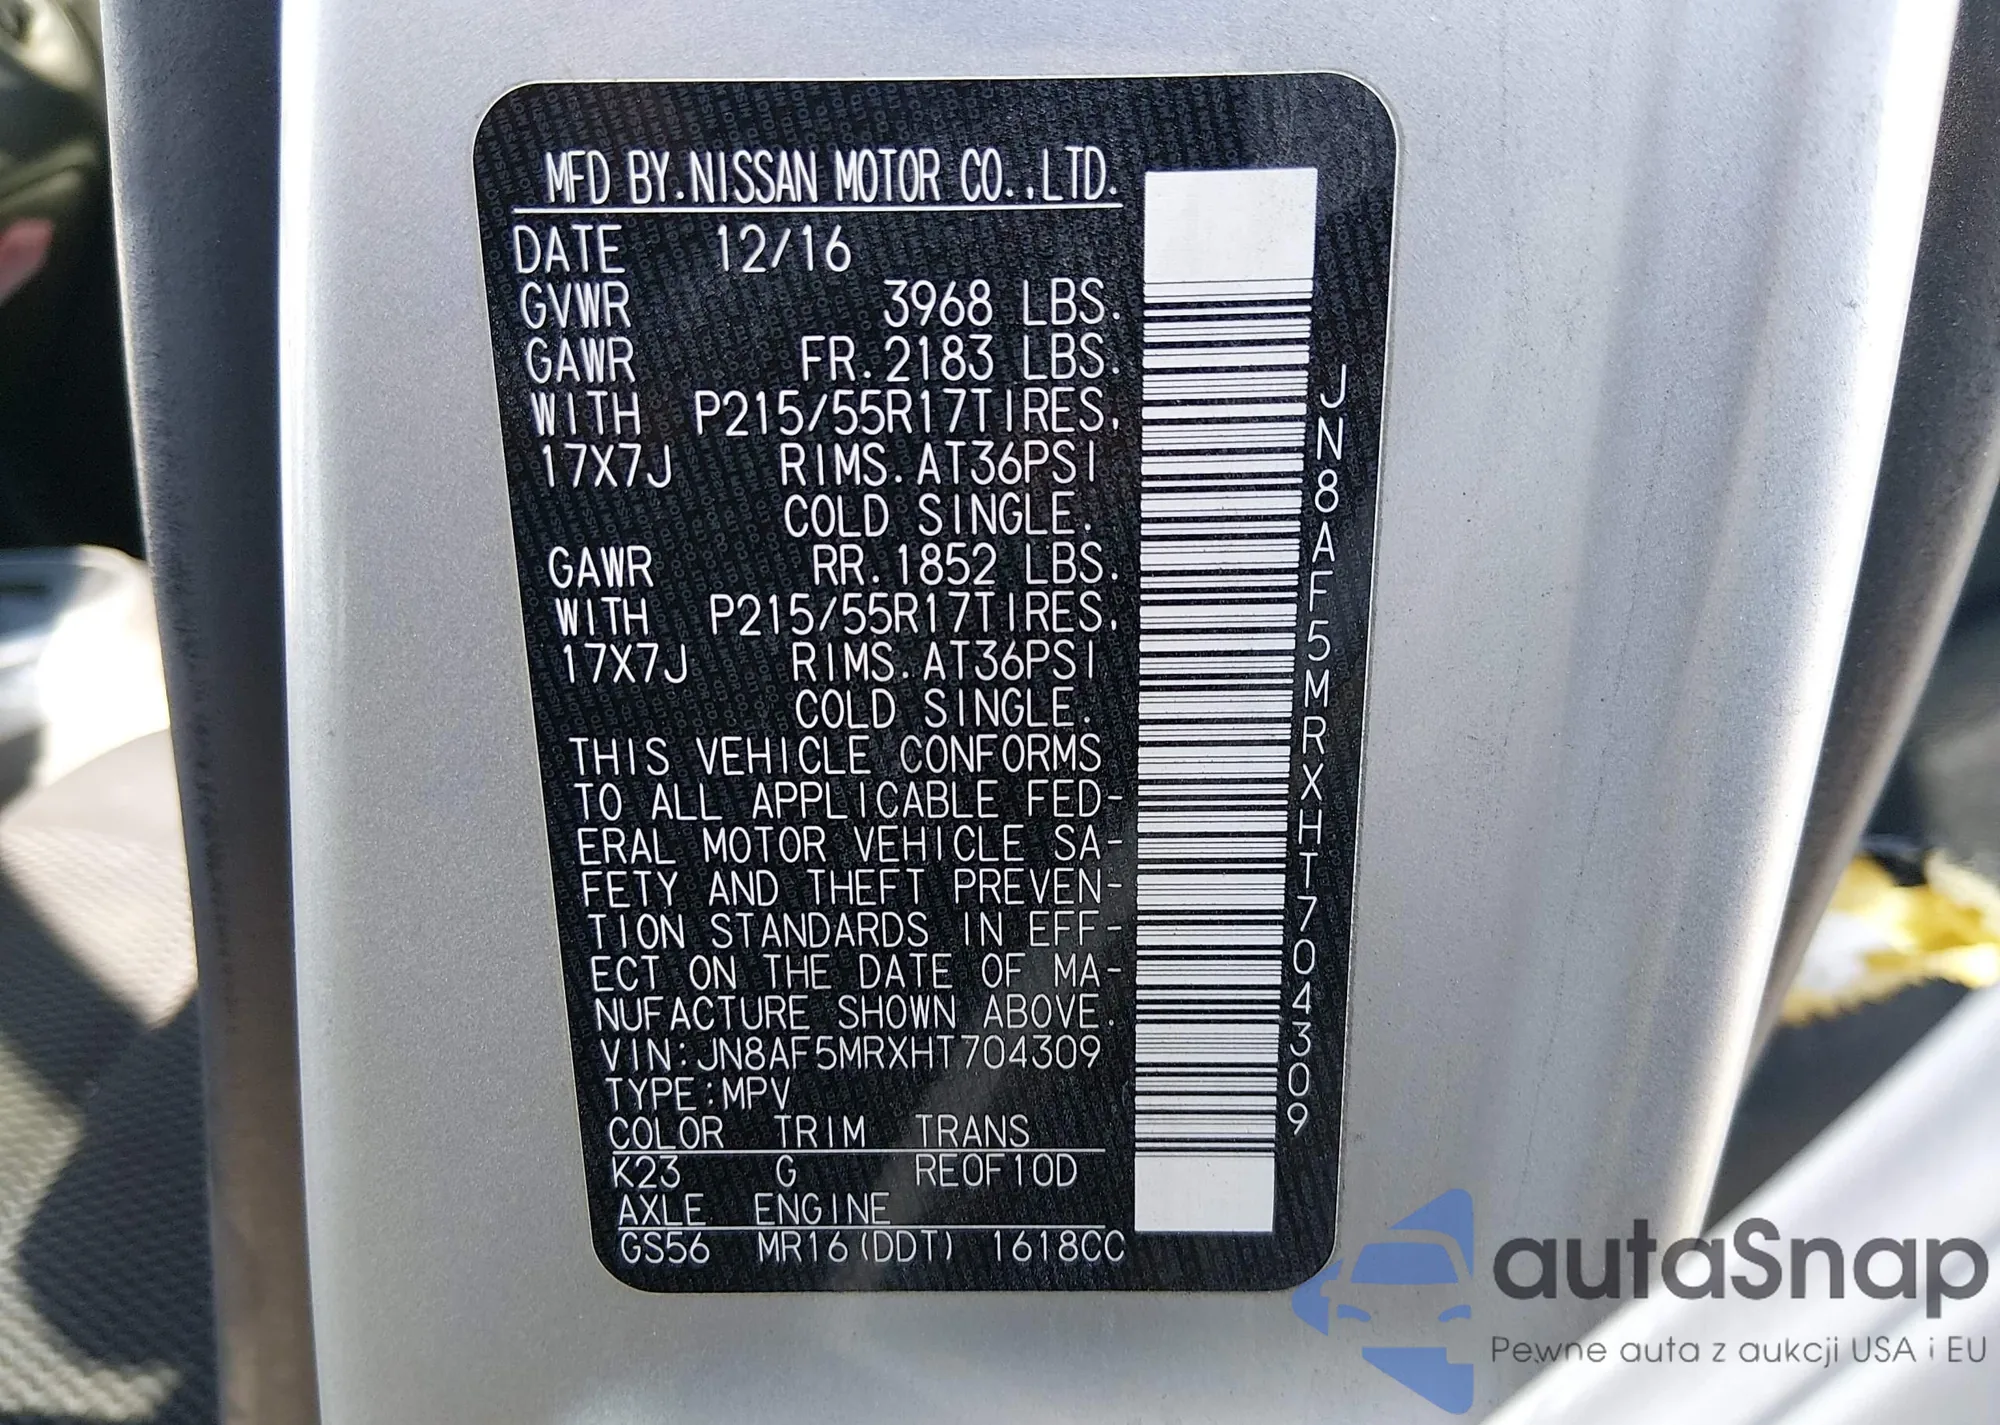 MFD BY.NISSAN MOTOR CO.,LTD.
DATE 12/16
GVWR 3968 LBS.
GAWR FR.2183 LBS.
WITH P215/55R17TIRES,
17X7J RIMS.AT36PSI
COLD SINGLE.
GAWR RR.1852 LBS.
WITH P215/55R17TIRES.
17X7J RIMS.AT36PSI
COLD SINGLE.
THIS VEHICLE CONFORMS
TO ALL APPLICABLE FED-
ERAL MOTOR VEHICLE SA-
FETY AND THEFT PREVEN-
TION STANDARDS IN EFF-
ECT ON THE DATE OF MA-
NUFACTURE SHOWN ABOVE.
VIN:JN8AF5MRXHT704309
TYPE:MPV
COLOR TRIM TRANS
K23 G RE0F10D
AXLE ENGINE
GS56 MR16(DDT) 1618CC
JN8AF5MRXHT704309
autaSnap
Pewne auta z aukcji USA i EU